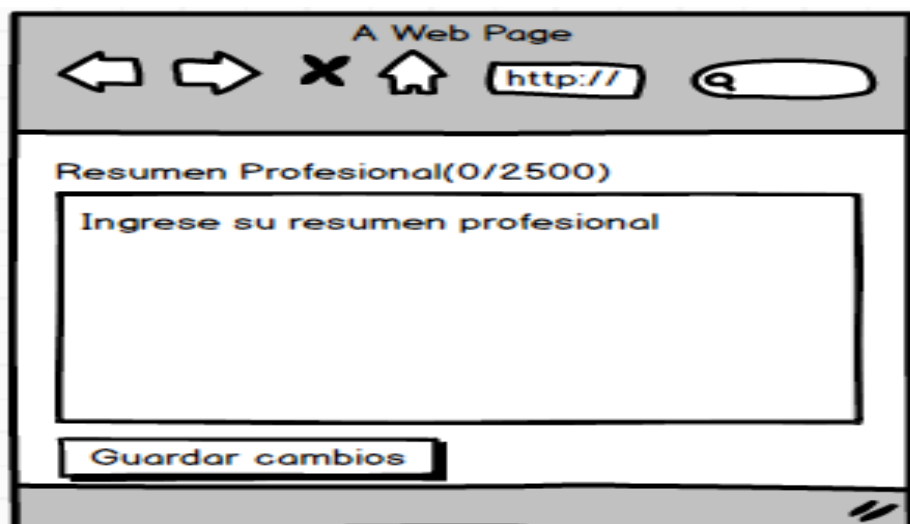 A Web Page
http://
Resumen Profesional(0/2500)
Ingrese su resumen profesional
Guardar cambios